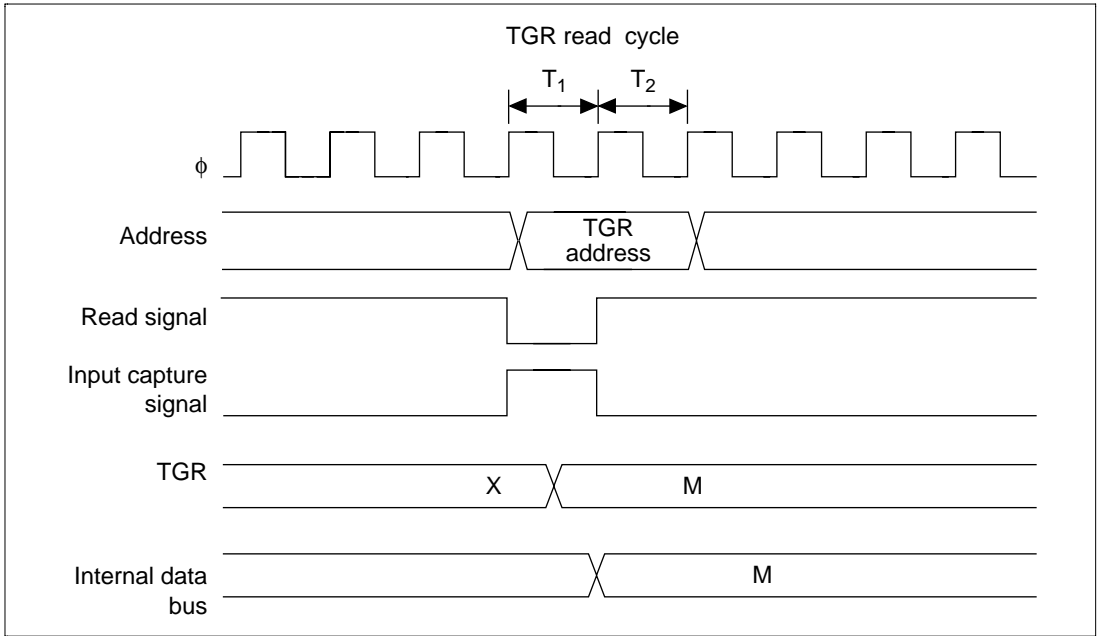 TGR read cycle
T1 T2
ϕ
Address
TGR
address
Read signal
Input capture
signal
TGR
X M
Internal data
bus
M